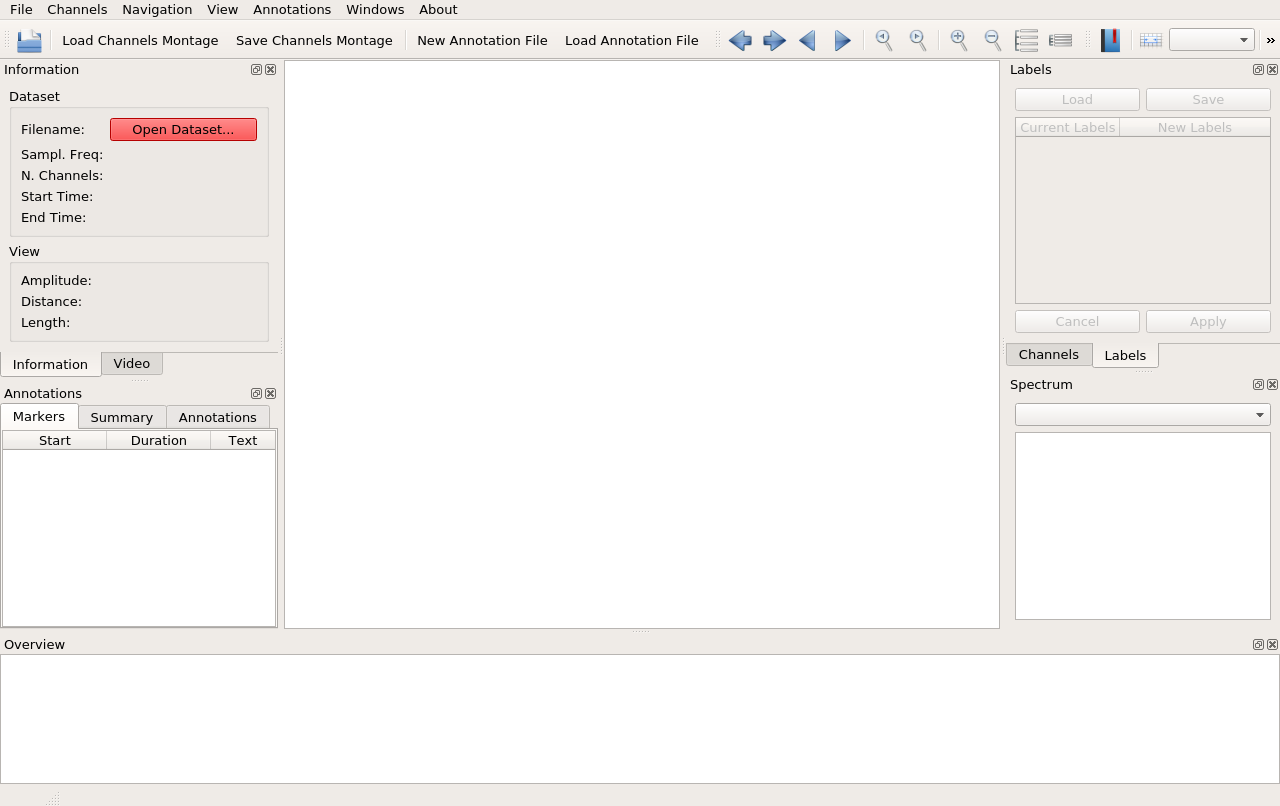 File Channels Navigation View Annotations Windows About
Load Channels Montage Save Channels Montage New Annotation File Load Annotation File »
Information
Dataset
Filename: Open Dataset...
Sampl. Freq:
N. Channels:
Start Time:
End Time:
View
Amplitude:
Distance:
Length:
Information Video
Annotations
Markers Summary Annotations
Start Duration Text
Labels
Load Save
Current Labels New Labels
Cancel Apply
Channels Labels
Spectrum
Overview